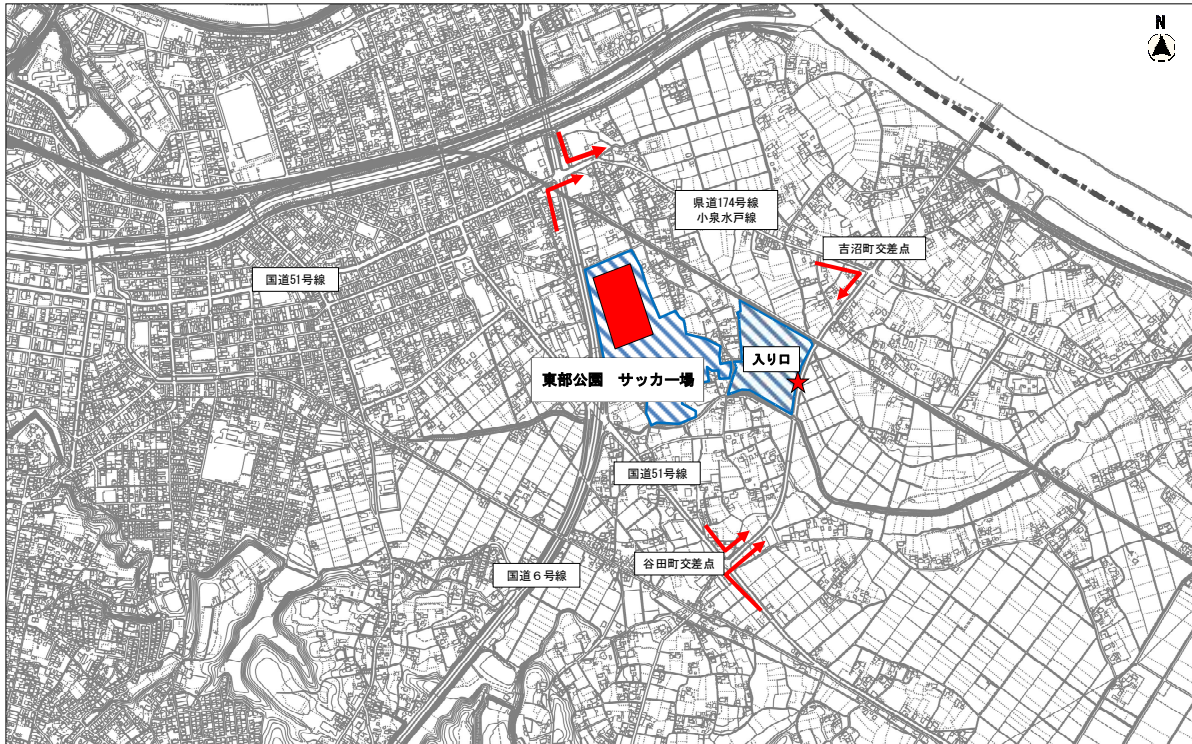 N
県道174号線
小泉水戸線
吉沼町交差点
国道51号線
入り口
東部公園　サッカー場
国道51号線
谷田町交差点
国道６号線